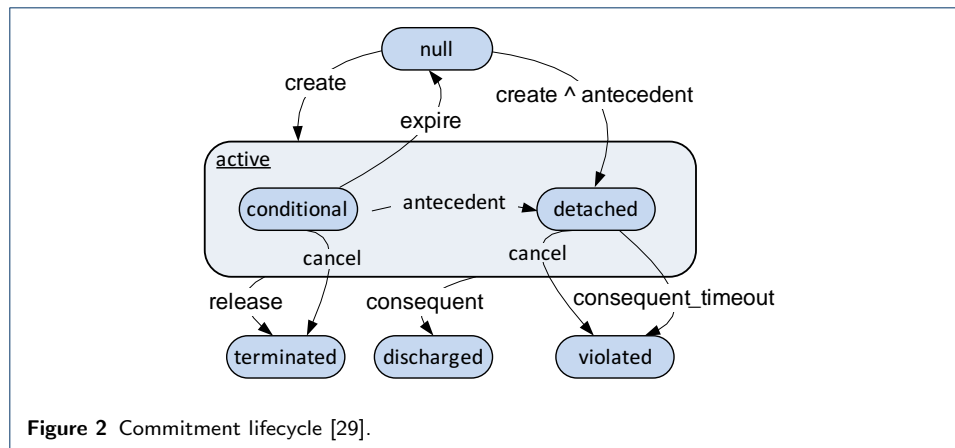 null
create
create ^ antecedent
expire
active
conditional
antecedent
detached
cancel
cancel
release
consequent
consequent_timeout
terminated
discharged
violated
Figure 2 Commitment lifecycle [29].